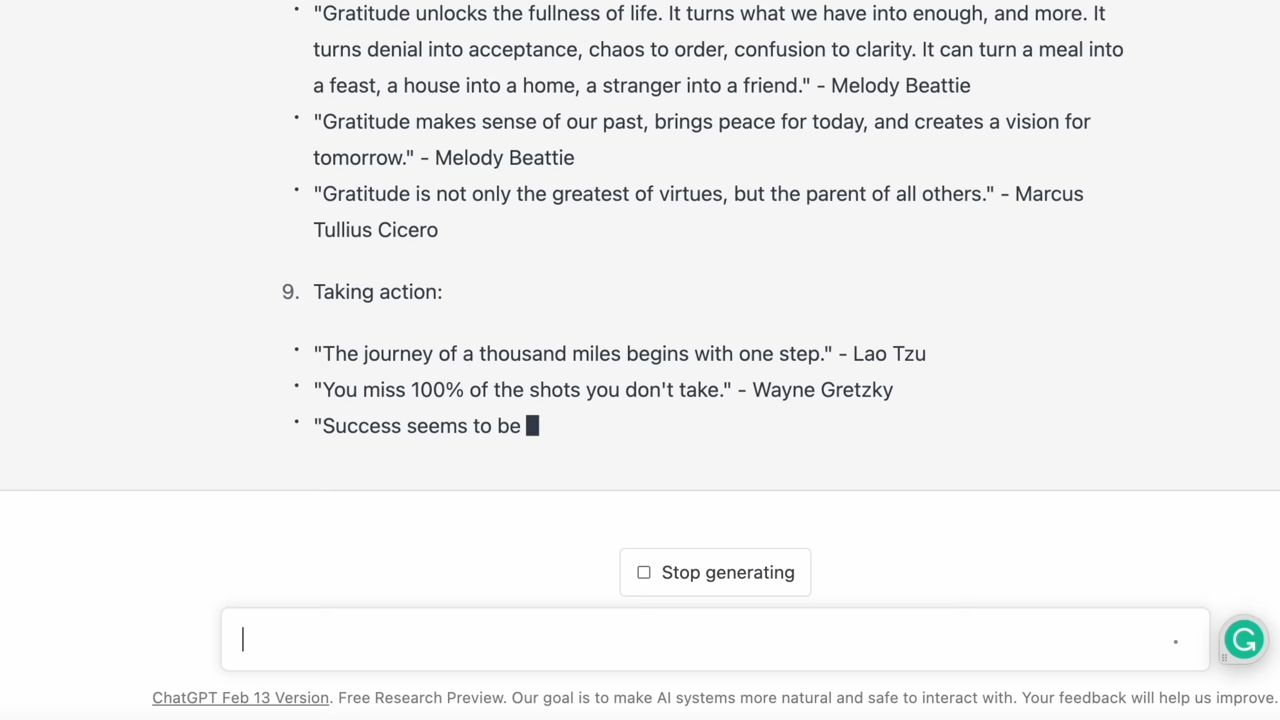 • "Gratitude unlocks the fullness of life. It turns what we have into enough, and more. It
turns denial into acceptance, chaos to order, confusion to clarity. It can turn a meal into
a feast, a house into a home, a stranger into a friend." - Melody Beattie
• "Gratitude makes sense of our past, brings peace for today, and creates a vision for
tomorrow." - Melody Beattie
• "Gratitude is not only the greatest of virtues, but the parent of all others." - Marcus
Tullius Cicero
9. Taking action:
• "The journey of a thousand miles begins with one step." - Lao Tzu
• "You miss 100% of the shots you don't take." - Wayne Gretzky
• "Success seems to be
Stop generating
G
ChatGPT Feb 13 Version. Free Research Preview. Our goal is to make AI systems more natural and safe to interact with. Your feedback will help us improve.